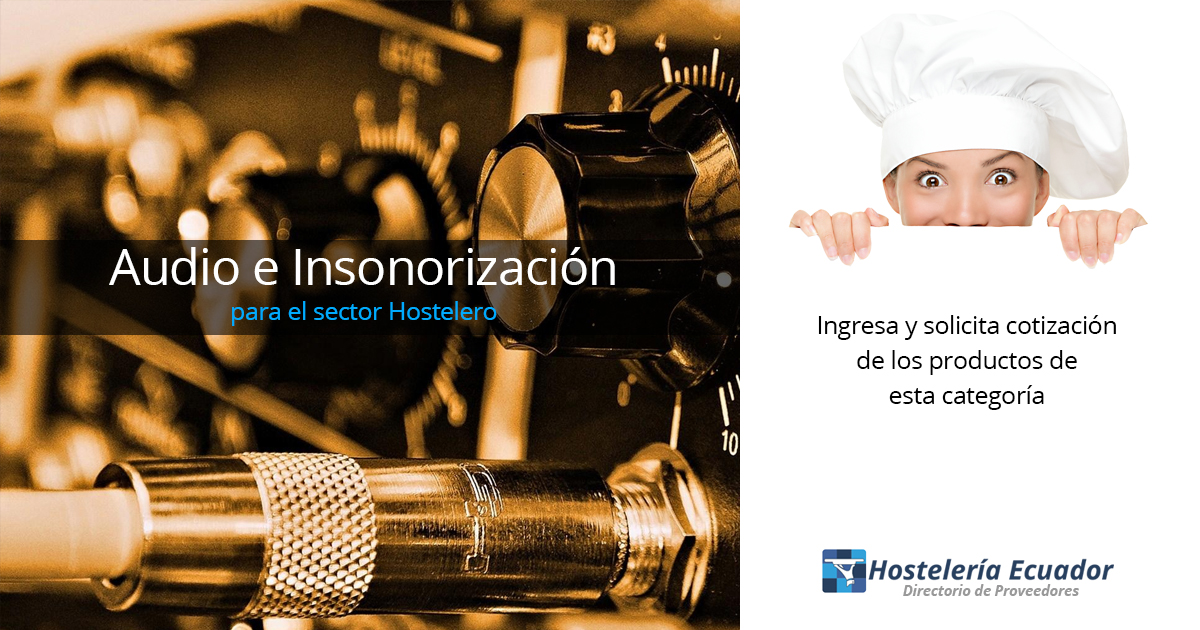 Audio e Insonorización
para el sector Hostelero
10
Ingresa y solicita cotización
de los productos de
esta categoría
Hostelería Ecuador
Directorio de Proveedores